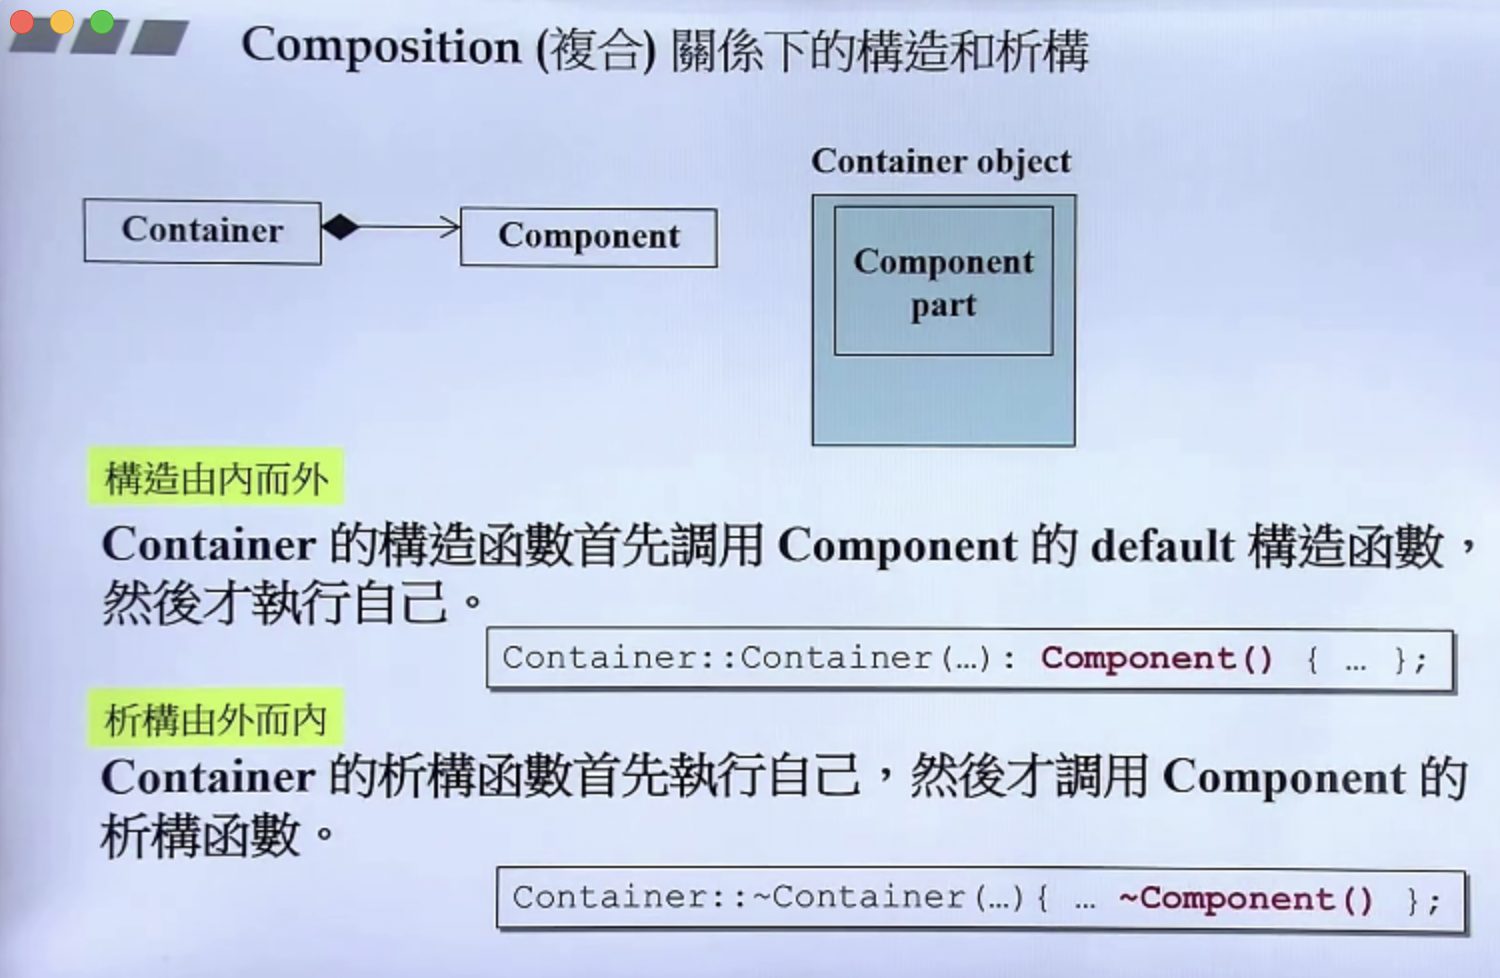 Composition (複合) 關係下的構造和析構
Container object
Container
Component
Component
part
構造由內而外
Container 的構造函數首先調用 Component 的 default 構造函數，
然後才執行自己。
Container::Container(…): Component() { … };
析構由外而內
Container 的析構函數首先執行自己，然後才調用 Component 的
析構函數。
Container::~Container(…){ … ~Component() };